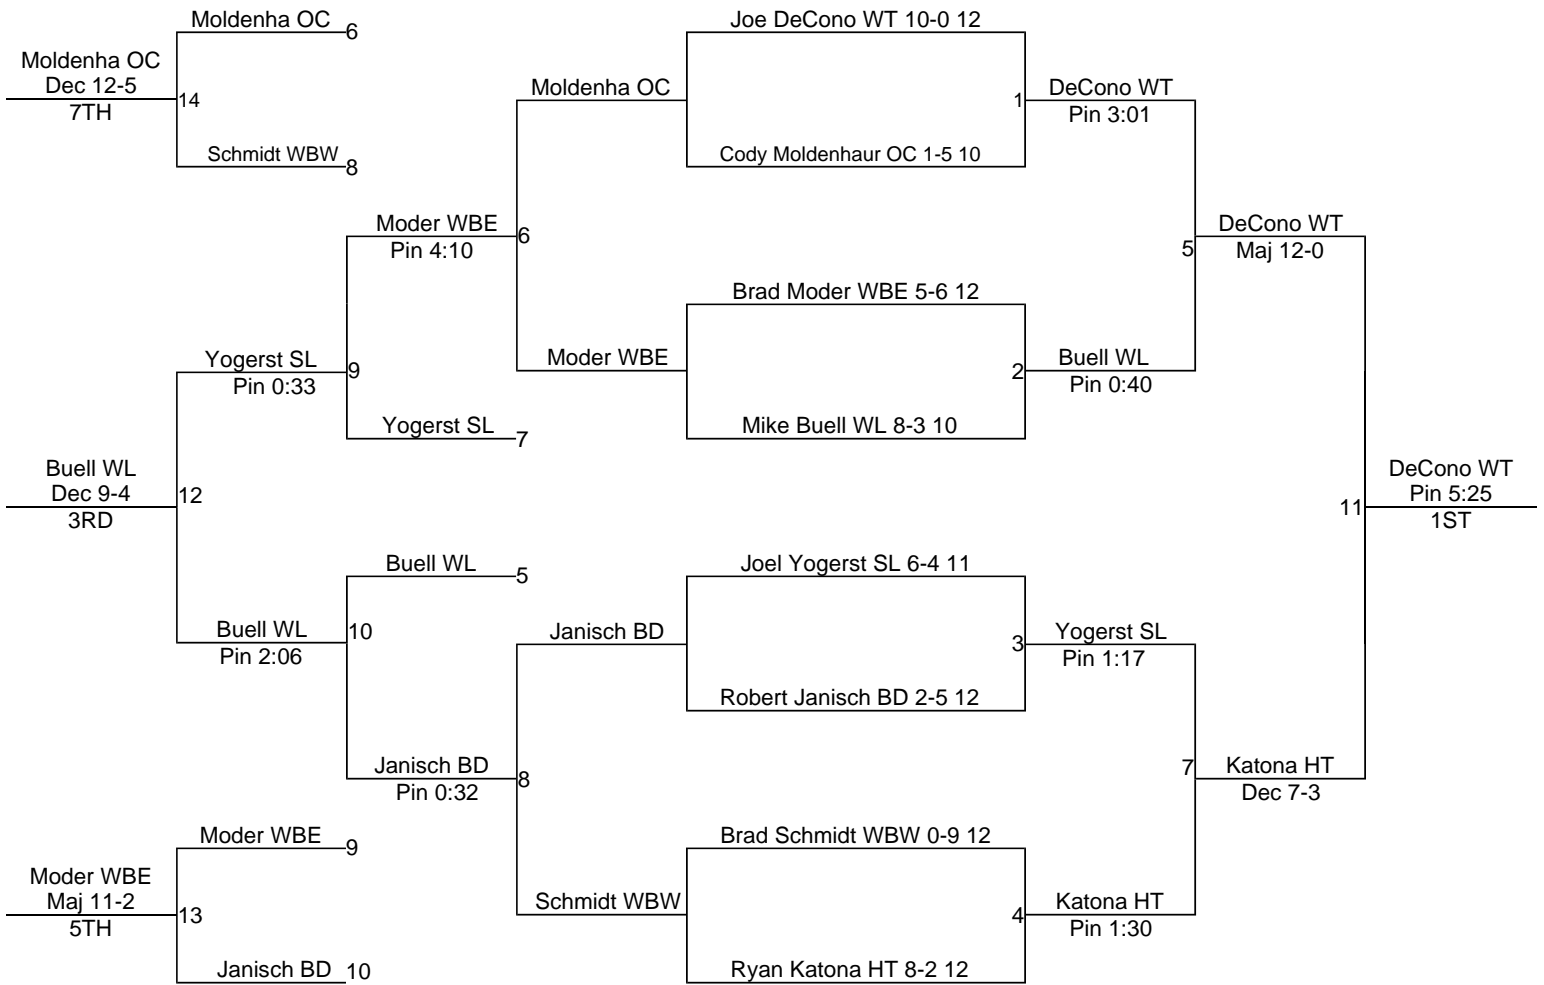 Moldenha OC
6
Joe DeCono WT 10-0 12
Moldenha OC
Dec 12-5
7TH
14
Moldenha OC
1
DeCono WT
Pin 3:01
Schmidt WBW
8
Cody Moldenhaur OC 1-5 10
Moder WBE
Pin 4:10
6
5
DeCono WT
Maj 12-0
Brad Moder WBE 5-6 12
Yogerst SL
Pin 0:33
9
Moder WBE
2
Buell WL
Pin 0:40
Yogerst SL
7
Mike Buell WL 8-3 10
Buell WL
Dec 9-4
3RD
12
11
DeCono WT
Pin 5:25
1ST
Buell WL
5
Joel Yogerst SL 6-4 11
Buell WL
Pin 2:06
10
Janisch BD
3
Yogerst SL
Pin 1:17
Robert Janisch BD 2-5 12
Janisch BD
Pin 0:32
8
7
Katona HT
Dec 7-3
Moder WBE
9
Brad Schmidt WBW 0-9 12
Moder WBE
Maj 11-2
5TH
13
Schmidt WBW
4
Katona HT
Pin 1:30
Janisch BD
10
Ryan Katona HT 8-2 12